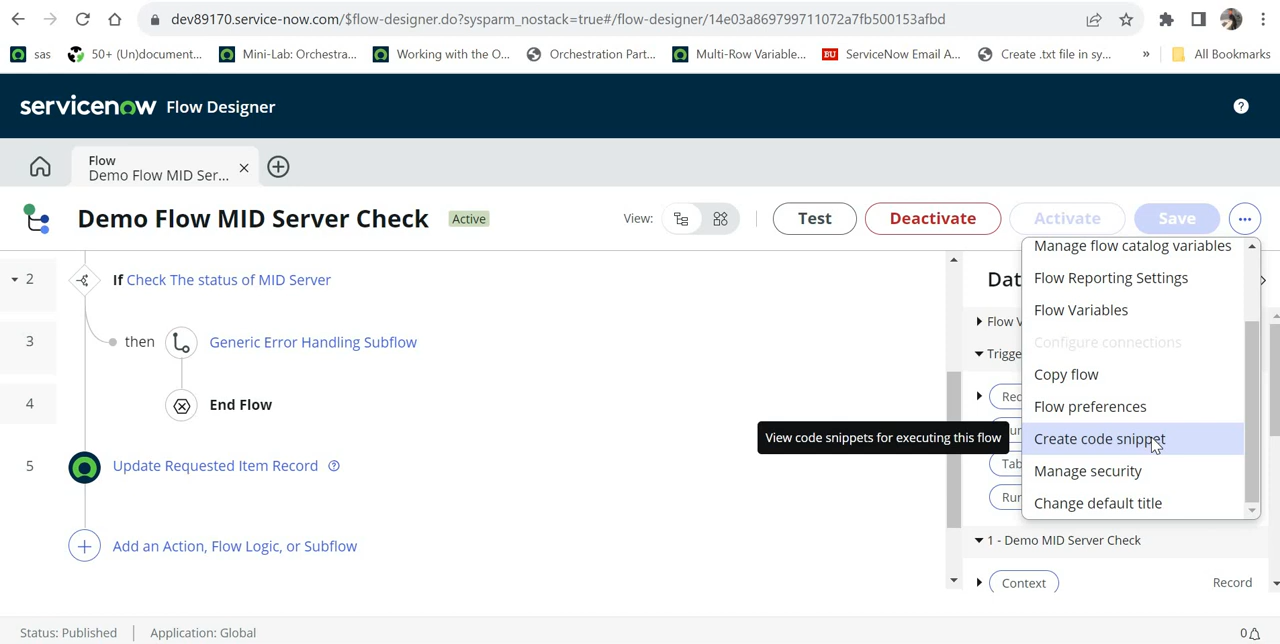 dev89170.service-now.com/$flow-designer.do?sysparm_nostack=true#/flow-designer/14e03a869799711072a7fb500153afbd
sas
50+ (Un)document...
Mini-Lab: Orchestra...
Working with the O...
Orchestration Part...
Multi-Row Variable...
BU
ServiceNow Email A...
Create .txt file in sy...
»
All Bookmarks
servicenow Flow Designer
?
Flow
Demo Flow MID Ser...
Demo Flow MID Server Check
Active
View:
Test
Deactivate
Activate
Save
Manage flow catalog variables
Flow Reporting Settings
Flow Variables
Configure connections
Copy flow
Flow preferences
Create code snippet
Manage security
Change default title
View code snippets for executing this flow
2
If Check The status of MID Server
3
then
Generic Error Handling Subflow
4
End Flow
5
Update Requested Item Record
Add an Action, Flow Logic, or Subflow
Dat
Flow V
Trigge
Rec
Tab
Run
1 - Demo MID Server Check
Context
Record
Status: Published
Application: Global
0